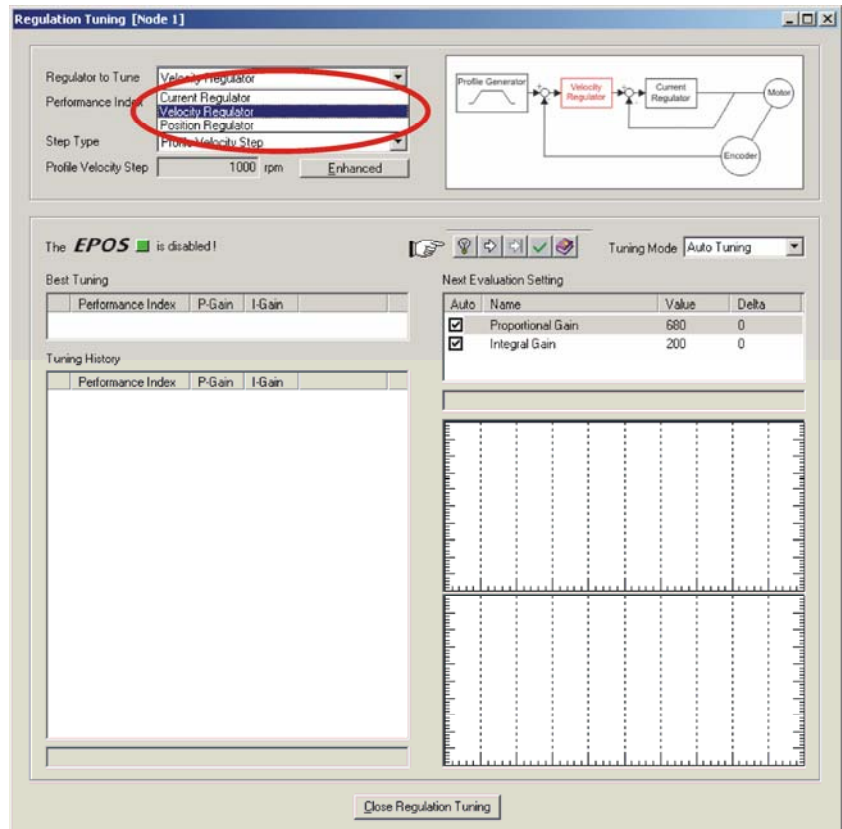 Regulation Tuning [Node 1]
Regulator to Tune
Velocity Regulator
Current Regulator
Velocity Regulator
Position Regulator
Performance Index
Step Type
Profile Velocity Step
Profile Velocity Step
1000 rpm
Enhanced
Profile Generator
Velocity Regulator
Current Regulator
Motor
Encoder
The EPOS is disabled!
Tuning Mode Auto Tuning
Best Tuning
Performance Index P-Gain I-Gain
Tuning History
Performance Index P-Gain I-Gain
Next Evaluation Setting
Auto Name Value Delta
Proportional Gain 680 0
Integral Gain 200 0
Close Regulation Tuning